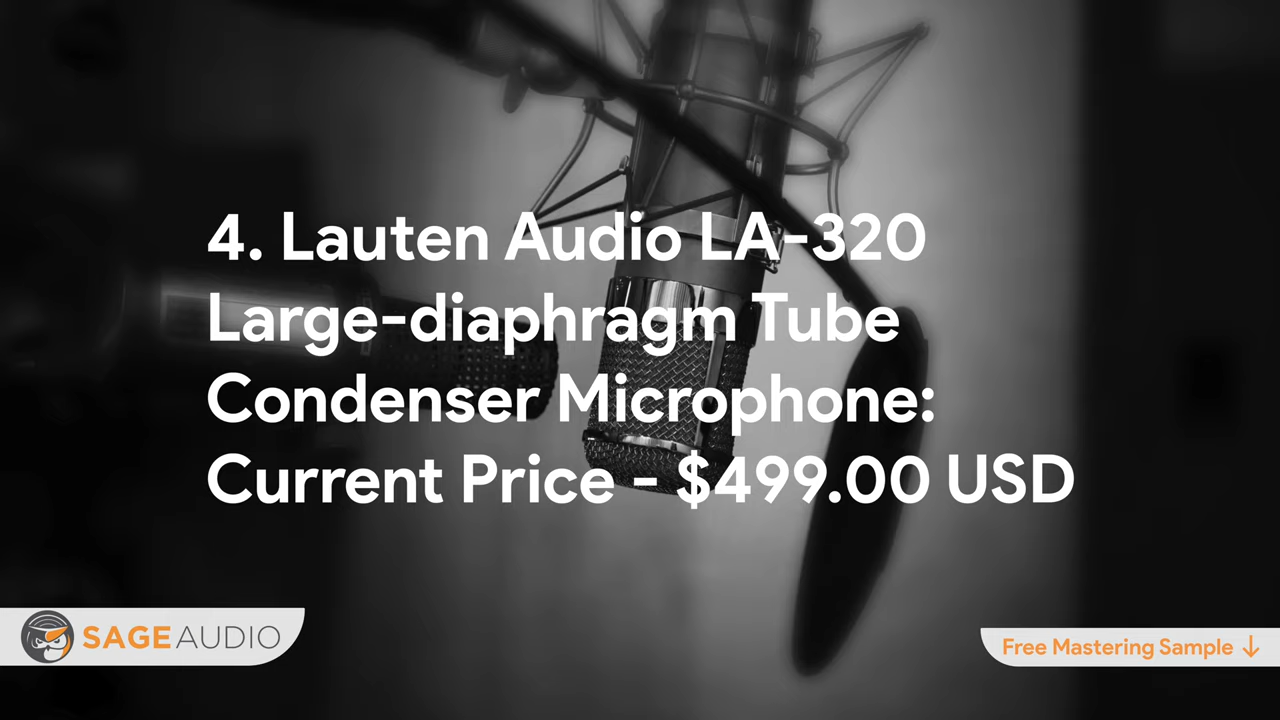 4. Lauten Audio LA-320
Large-diaphragm Tube
Condenser Microphone:
Current Price - $499.00 USD
SAGE AUDIO
Free Mastering Sample ↓